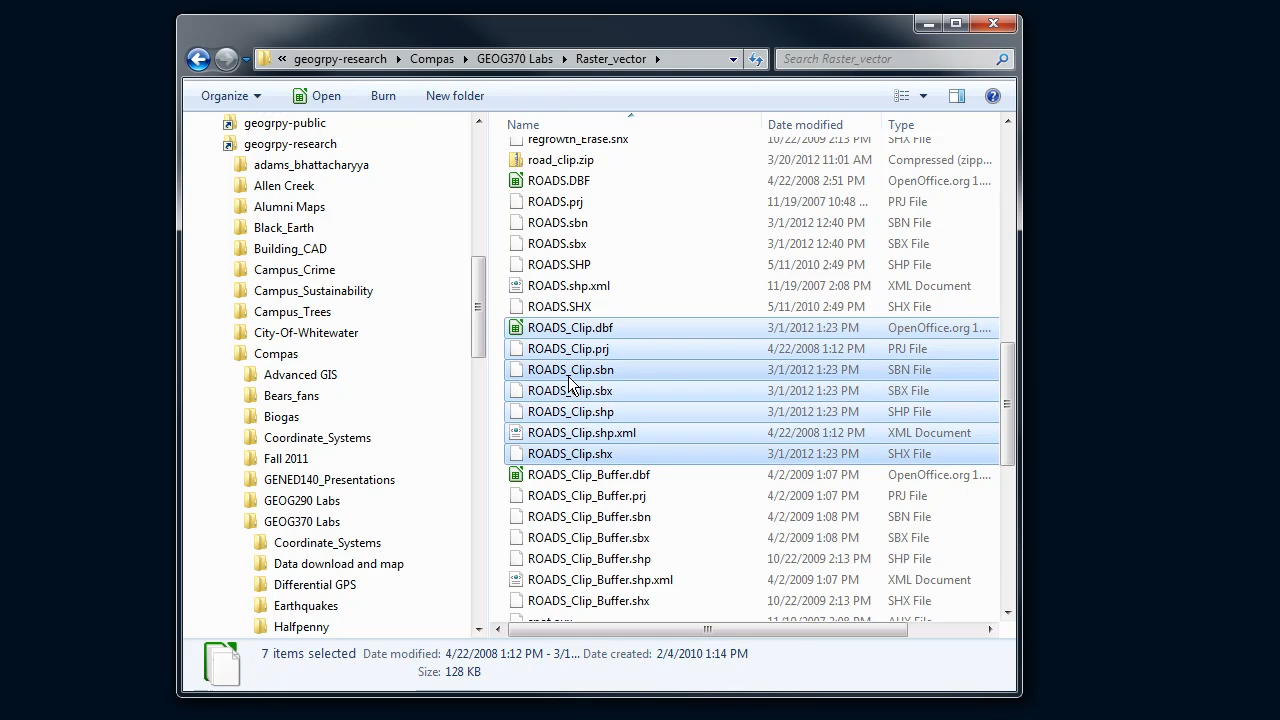 « geogrpy-research Compas GEOG370 Labs Raster_vector
Search Raster_vector
Organize Open Burn New folder
geogrpy-public
geogrpy-research
adams_bhattacharyya
Allen Creek
Alumni Maps
Black_Earth
Building_CAD
Campus_Crime
Campus_Sustainability
Campus_Trees
City-Of-Whitewater
Compas
Advanced GIS
Bears_fans
Biogas
Coordinate_Systems
Fall 2011
GENED140_Presentations
GEOG290 Labs
GEOG370 Labs
Coordinate_Systems
Data download and map
Differential GPS
Earthquakes
Halfpenny
Name Date modified Type
regrowth_Erase.shx 10/22/2009 2:13 PM SHX File
road_clip.zip 3/20/2012 11:01 AM Compressed (zipp...
ROADS.DBF 4/22/2008 2:51 PM OpenOffice.org 1....
ROADS.prj 11/19/2007 10:48 ... PRJ File
ROADS.sbn 3/1/2012 12:40 PM SBN File
ROADS.sbx 3/1/2012 12:40 PM SBX File
ROADS.SHP 5/11/2010 2:49 PM SHP File
ROADS.shp.xml 11/19/2007 2:08 PM XML Document
ROADS.SHX 5/11/2010 2:49 PM SHX File
ROADS_Clip.dbf 3/1/2012 1:23 PM OpenOffice.org 1....
ROADS_Clip.prj 4/22/2008 1:12 PM PRJ File
ROADS_Clip.sbn 3/1/2012 1:23 PM SBN File
ROADS_Clip.sbx 3/1/2012 1:23 PM SBX File
ROADS_Clip.shp 3/1/2012 1:23 PM SHP File
ROADS_Clip.shp.xml 4/22/2008 1:12 PM XML Document
ROADS_Clip.shx 3/1/2012 1:23 PM SHX File
ROADS_Clip_Buffer.dbf 4/2/2009 1:07 PM OpenOffice.org 1....
ROADS_Clip_Buffer.prj 4/2/2009 1:07 PM PRJ File
ROADS_Clip_Buffer.sbn 4/2/2009 1:08 PM SBN File
ROADS_Clip_Buffer.sbx 4/2/2009 1:08 PM SBX File
ROADS_Clip_Buffer.shp 10/22/2009 2:13 PM SHP File
ROADS_Clip_Buffer.shp.xml 4/2/2009 1:07 PM XML Document
ROADS_Clip_Buffer.shx 10/22/2009 2:13 PM SHX File
7 items selected Date modified: 4/22/2008 1:12 PM - 3/1... Date created: 2/4/2010 1:14 PM
Size: 128 KB